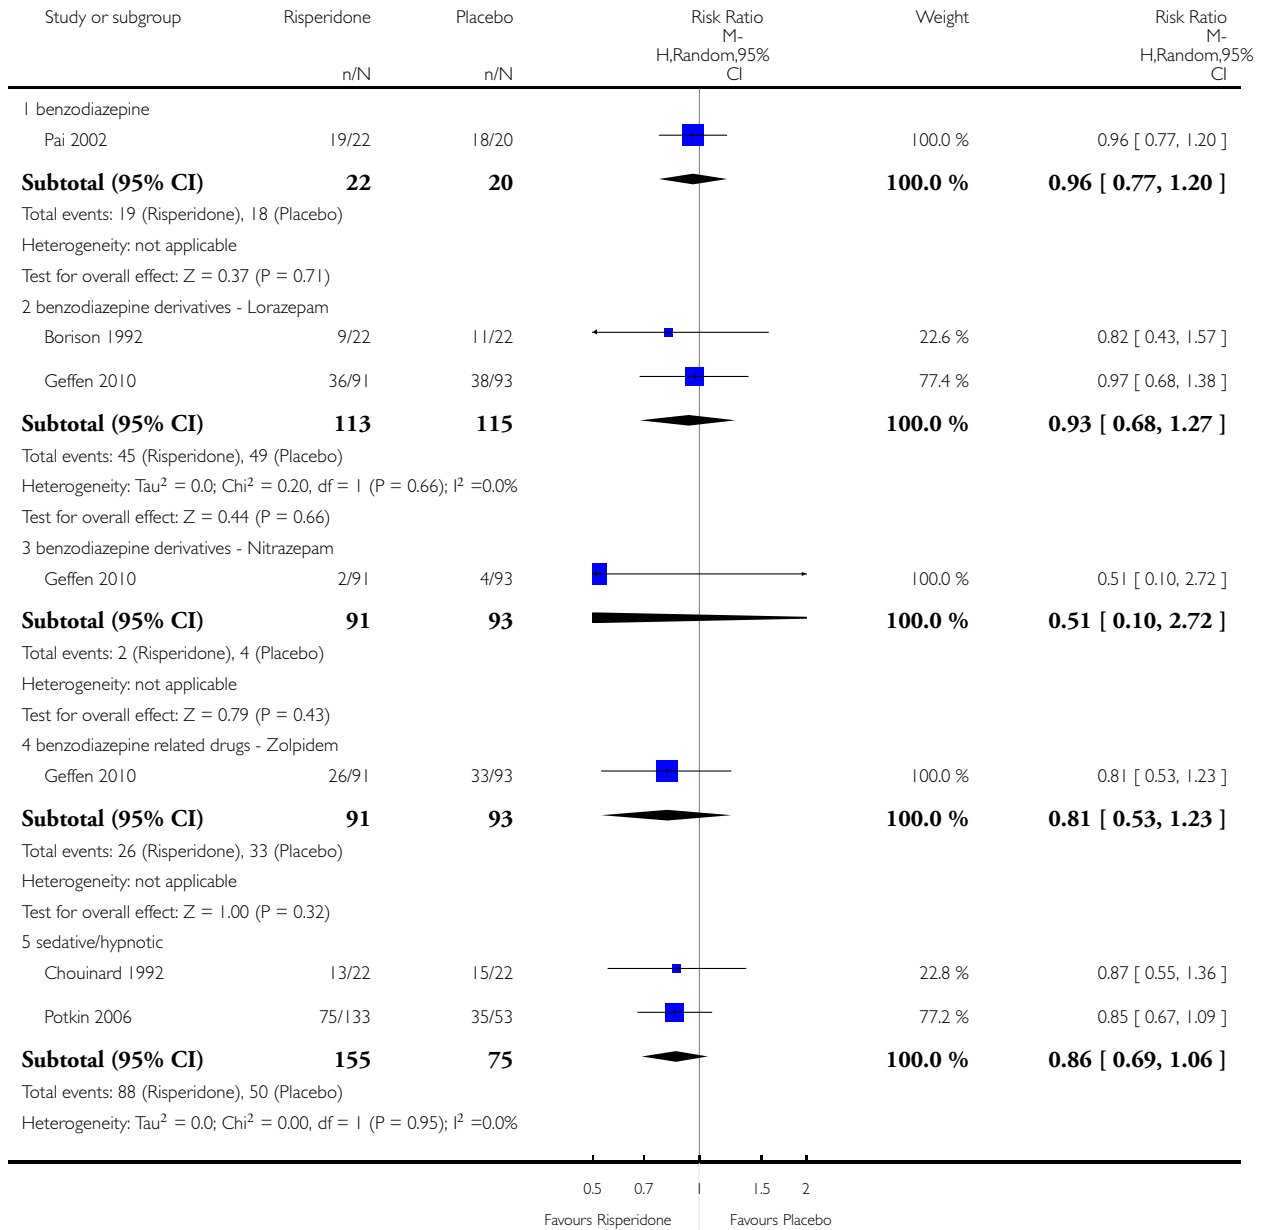 Study or subgroup Risperidone Placebo Risk Ratio Weight Risk Ratio
M- M-
H,Random,95% H,Random,95%
n/N n/N CI CI
1 benzodiazepine
Pai 2002 19/22 18/20 100.0 % 0.96 [ 0.77, 1.20 ]
Subtotal (95% CI) 22 20 100.0 % 0.96 [ 0.77, 1.20 ]
Total events: 19 (Risperidone), 18 (Placebo)
Heterogeneity: not applicable
Test for overall effect: Z = 0.37 (P = 0.71)
2 benzodiazepine derivatives - Lorazepam
Borison 1992 9/22 11/22 22.6 % 0.82 [ 0.43, 1.57 ]
Geffen 2010 36/91 38/93 77.4 % 0.97 [ 0.68, 1.38 ]
Subtotal (95% CI) 113 115 100.0 % 0.93 [ 0.68, 1.27 ]
Total events: 45 (Risperidone), 49 (Placebo)
Heterogeneity: Tau² = 0.0; Chi² = 0.20, df = 1 (P = 0.66); I² =0.0%
Test for overall effect: Z = 0.44 (P = 0.66)
3 benzodiazepine derivatives - Nitrazepam
Geffen 2010 2/91 4/93 100.0 % 0.51 [ 0.10, 2.72 ]
Subtotal (95% CI) 91 93 100.0 % 0.51 [ 0.10, 2.72 ]
Total events: 2 (Risperidone), 4 (Placebo)
Heterogeneity: not applicable
Test for overall effect: Z = 0.79 (P = 0.43)
4 benzodiazepine related drugs - Zolpidem
Geffen 2010 26/91 33/93 100.0 % 0.81 [ 0.53, 1.23 ]
Subtotal (95% CI) 91 93 100.0 % 0.81 [ 0.53, 1.23 ]
Total events: 26 (Risperidone), 33 (Placebo)
Heterogeneity: not applicable
Test for overall effect: Z = 1.00 (P = 0.32)
5 sedative/hypnotic
Chouinard 1992 13/22 15/22 22.8 % 0.87 [ 0.55, 1.36 ]
Potkin 2006 75/133 35/53 77.2 % 0.85 [ 0.67, 1.09 ]
Subtotal (95% CI) 155 75 100.0 % 0.86 [ 0.69, 1.06 ]
Total events: 88 (Risperidone), 50 (Placebo)
Heterogeneity: Tau² = 0.0; Chi² = 0.00, df = 1 (P = 0.95); I² =0.0%
0.5 0.7 1 1.5 2
Favours Risperidone Favours Placebo